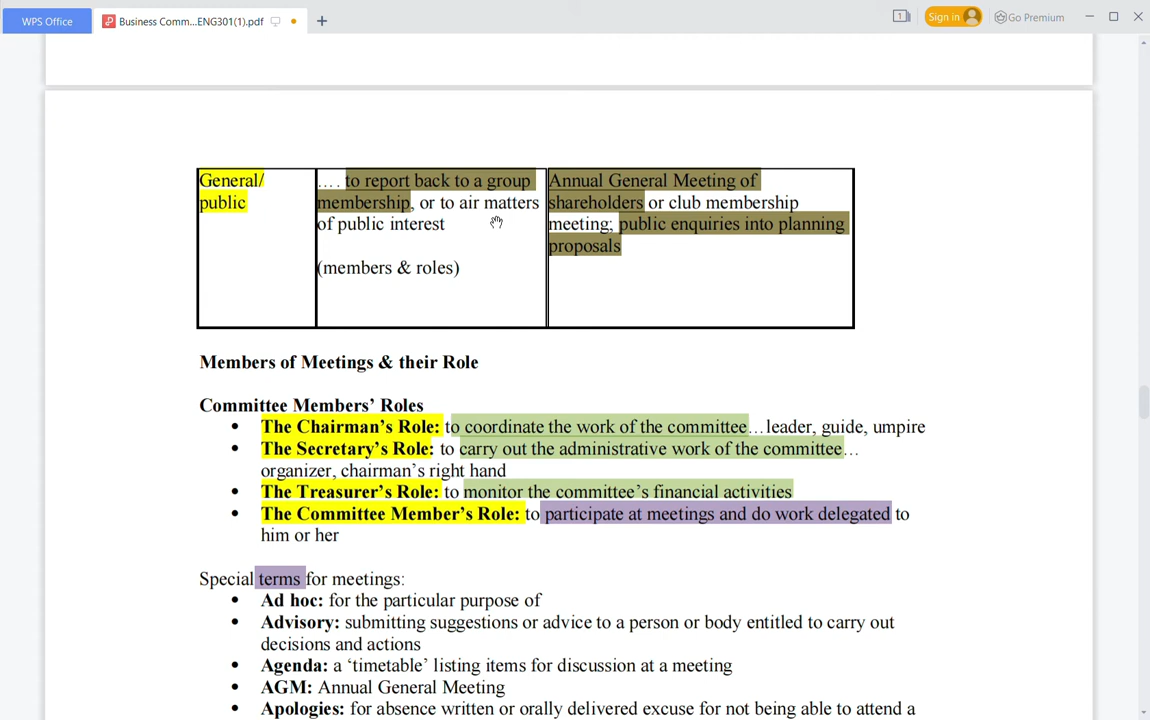 WPS Office
Business Comm...ENG301(1).pdf
1
Sign in
Go Premium
General/
public
.... to report back to a group
membership, or to air matters
of public interest
(members & roles)
Annual General Meeting of
shareholders or club membership
meeting; public enquiries into planning
proposals
Members of Meetings & their Role
Committee Members' Roles
• The Chairman's Role: to coordinate the work of the committee…leader, guide, umpire
• The Secretary's Role: to carry out the administrative work of the committee…
organizer, chairman's right hand
• The Treasurer's Role: to monitor the committee's financial activities
• The Committee Member's Role: to participate at meetings and do work delegated to
him or her
Special terms for meetings:
• Ad hoc: for the particular purpose of
• Advisory: submitting suggestions or advice to a person or body entitled to carry out
decisions and actions
• Agenda: a 'timetable' listing items for discussion at a meeting
• AGM: Annual General Meeting
• Apologies: for absence written or orally delivered excuse for not being able to attend a